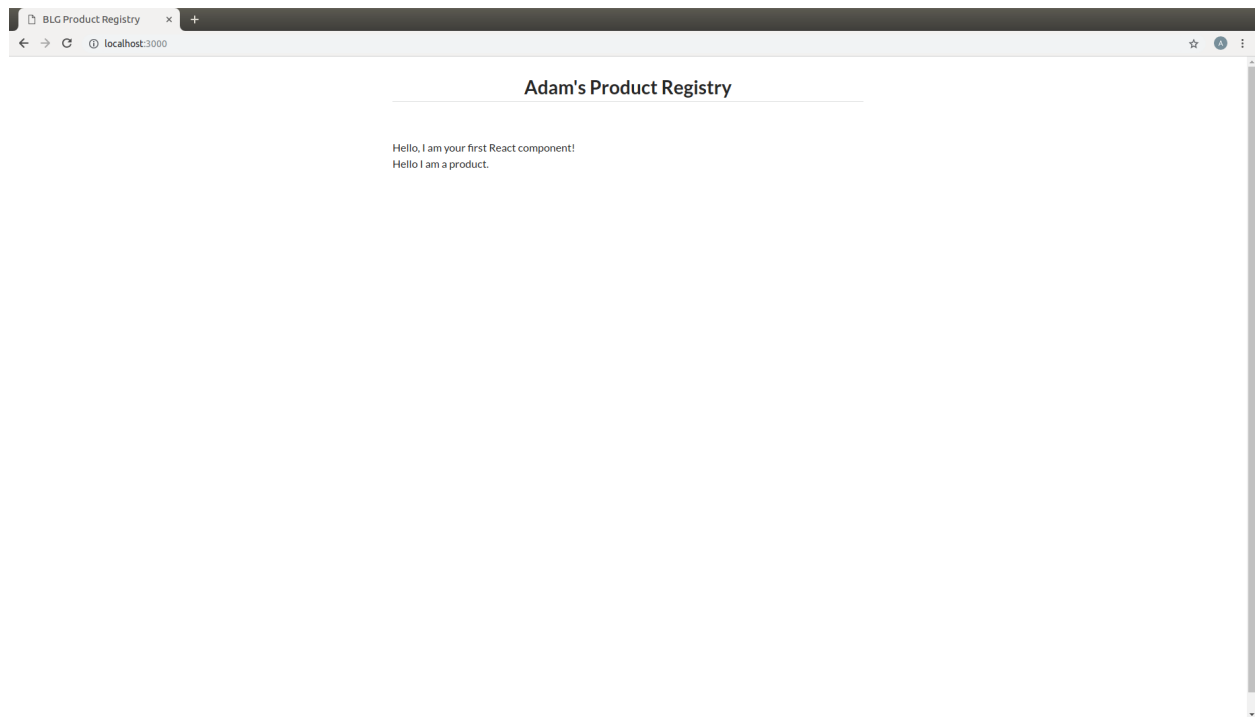 BLG Product Registry
localhost:3000
A
Adam's Product Registry
Hello, I am your first React component!
Hello I am a product.